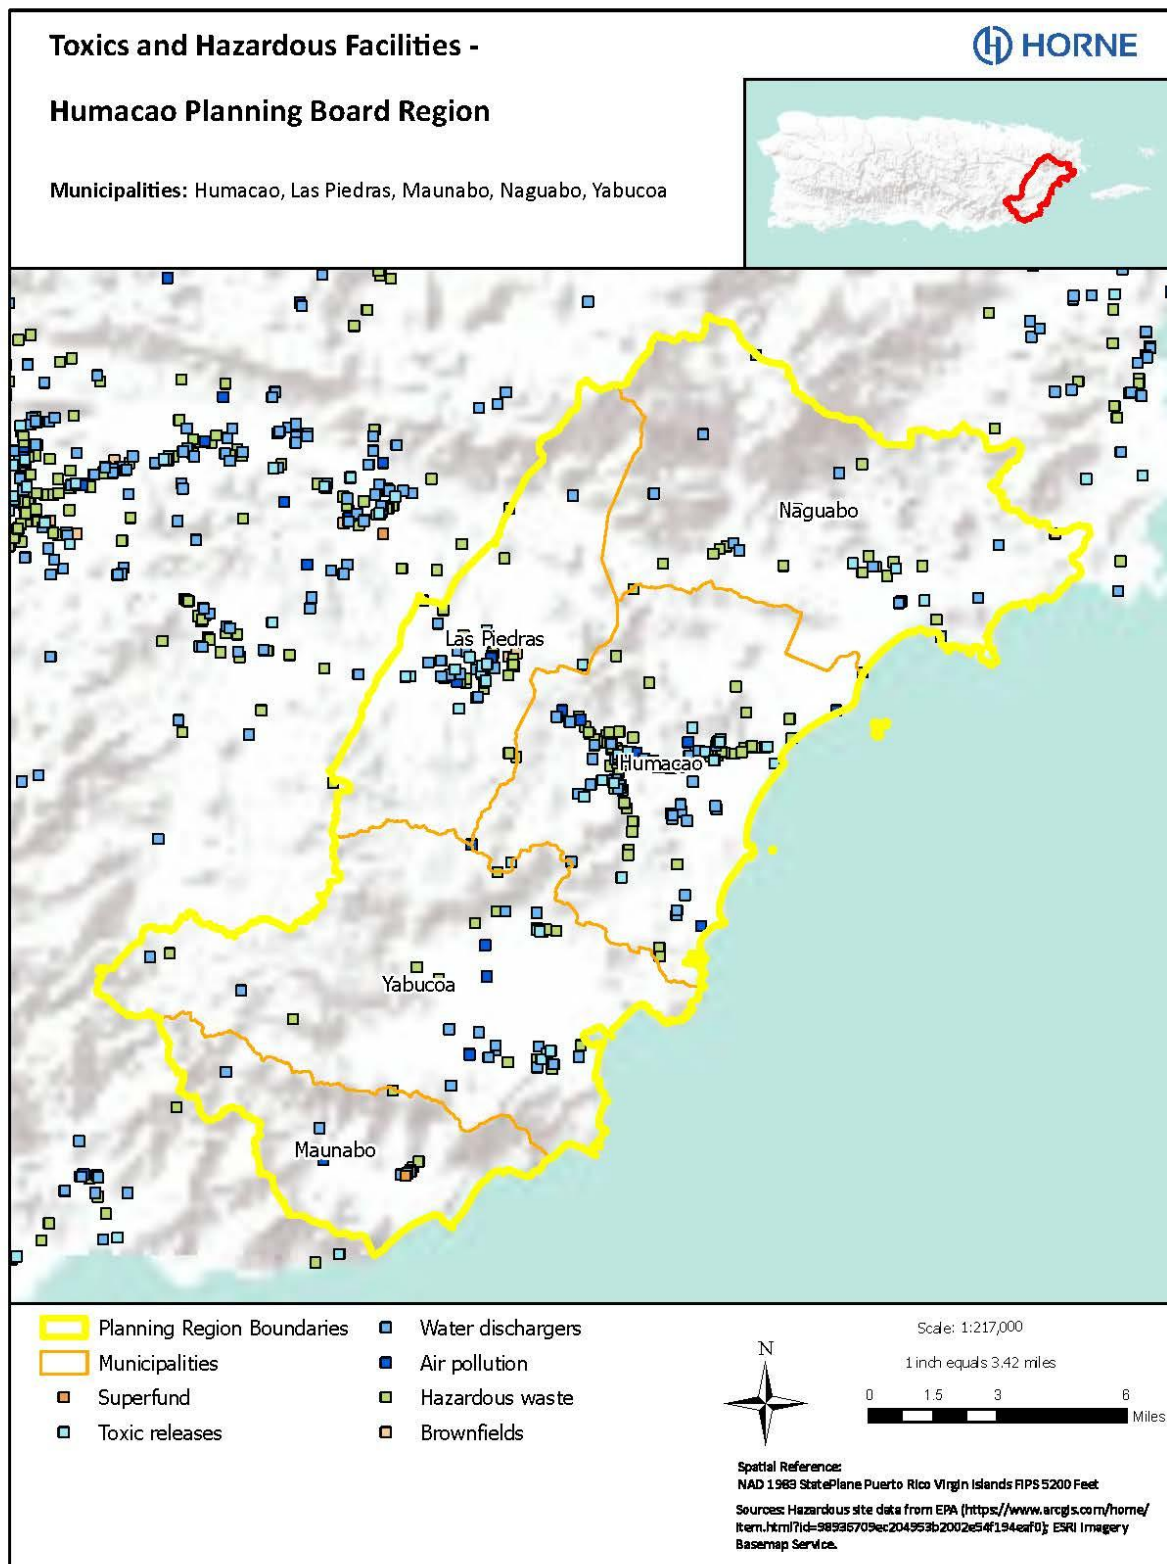 Toxics and Hazardous Facilities -
HORNE
Humacao Planning Board Region
Municipalities: Humacao, Las Piedras, Maunabo, Naguabo, Yabucoa
Naguabo
Las Piedras
Humacao
Yabucoa
Maunabo
Planning Region Boundaries
Water dischargers
Municipalities
Air pollution
Superfund
Hazardous waste
Toxic releases
Brownfields
N
Scale: 1:217,000
1 inch equals 3.42 miles
0 1.5 3 6
Miles
Spatial Reference:
NAD 1983 StatePlane Puerto Rico Virgin Islands FIPS 5200 Feet
Sources: Hazardous site data from EPA (https://www.arcgis.com/home/
item.html?id=98936709ec204953b2002e54f194eaf0); ESRI Imagery
Basemap Service.